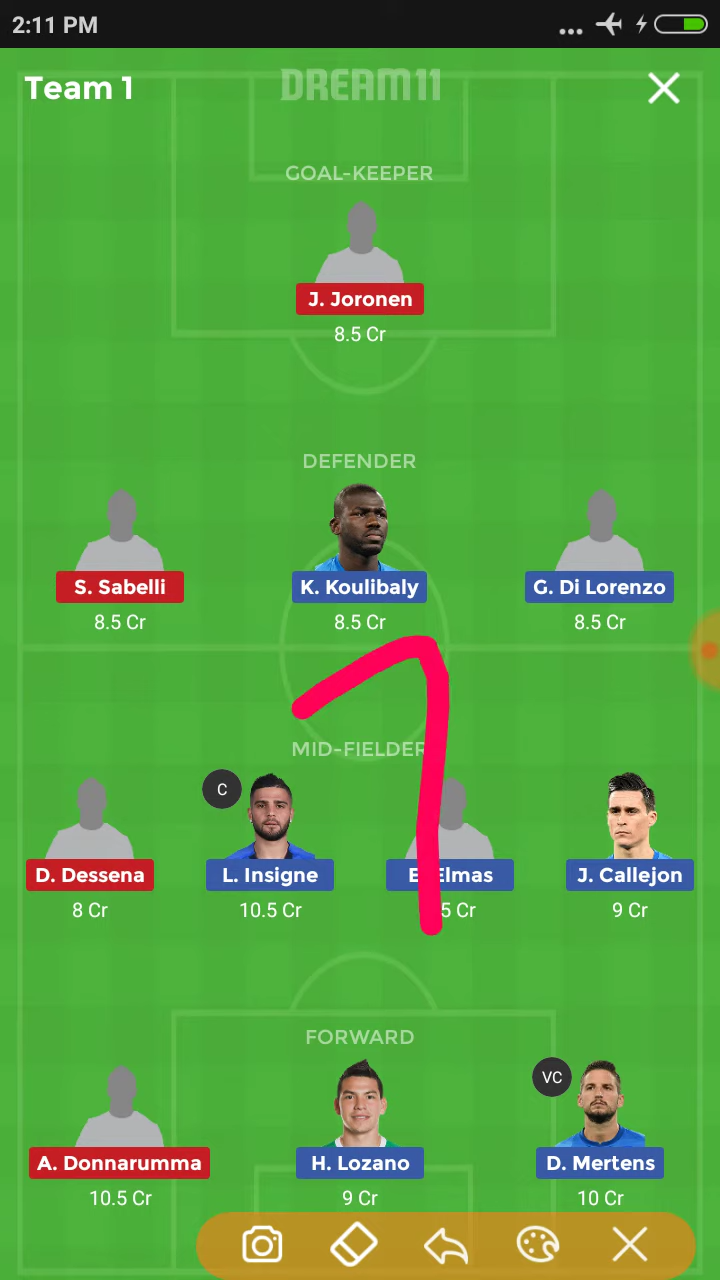 2:11 PM
Team 1
DREAM11
GOAL-KEEPER
J. Joronen
8.5 Cr
DEFENDER
S. Sabelli
K. Koulibaly
G. Di Lorenzo
8.5 Cr
8.5 Cr
8.5 Cr
MID-FIELDER
C
D. Dessena
L. Insigne
Elmas
J. Callejon
8 Cr
10.5 Cr
5 Cr
9 Cr
FORWARD
VC
A. Donnarumma
H. Lozano
D. Mertens
10.5 Cr
9 Cr
10 Cr